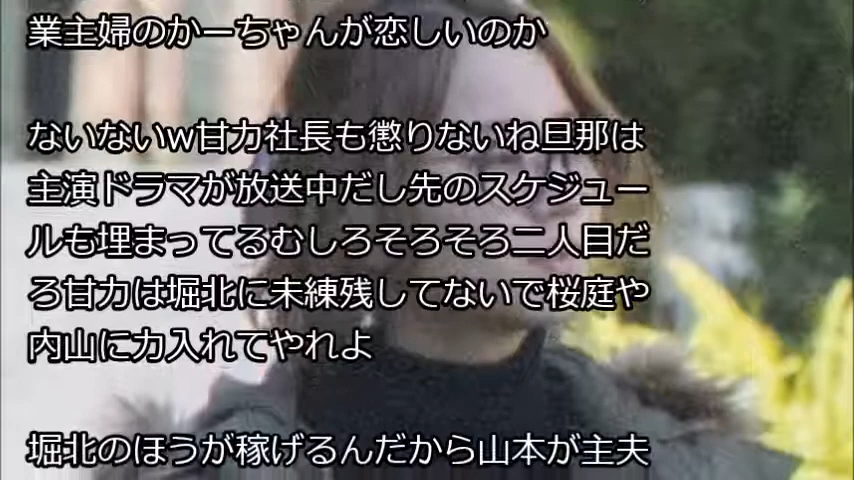 業主婦のかーちゃんが恋しいのか
ないないw甘力社長も懲りないね旦那は
主演ドラマが放送中だし先のスケジュー
ルも埋まってるむしろそろそろ二人目だ
ろ甘力は堀北に未練残してないで桜庭や
内山に力入れてやれよ
堀北のほうが稼げるんだから山本が主夫